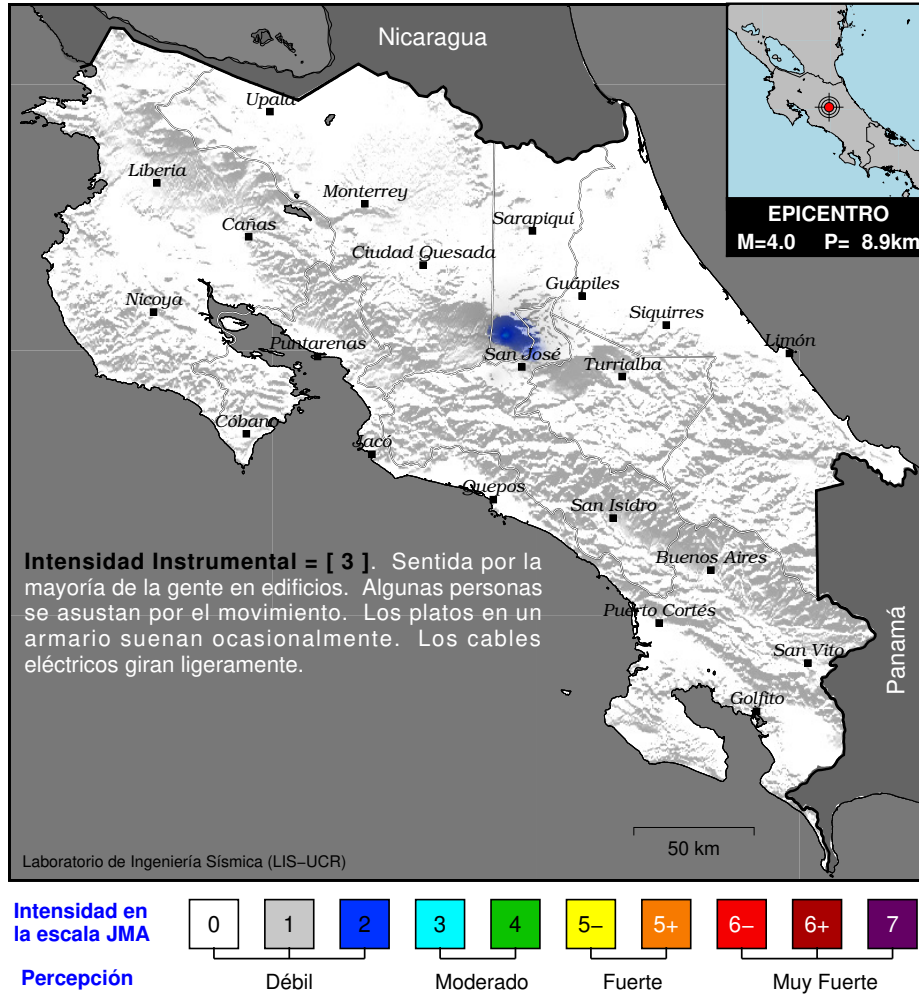 Nicaragua
EPICENTRO
M=4.0 P= 8.9km
Upala
Liberia
Monterrey
Cañas
Sarapiquí
Ciudad Quesada
Guápiles
Nicoya
Siquirres
Puntarenas
San José
Limón
Turrialba
Cóbano
Jacó
Quepos
San Isidro
Buenos Aires
Puerto Cortés
San Vito
Golfito
Panamá
Intensidad Instrumental = [ 3 ]. Sentida por la
mayoría de la gente en edificios. Algunas personas
se asustan por el movimiento. Los platos en un
armario suenan ocasionalmente. Los cables
eléctricos giran ligeramente.
50 km
Laboratorio de Ingeniería Sísmica (LIS−UCR)
Intensidad en
la escala JMA
0 1 2 3 4 5− 5+ 6− 6+ 7
Percepción
Débil Moderado Fuerte Muy Fuerte